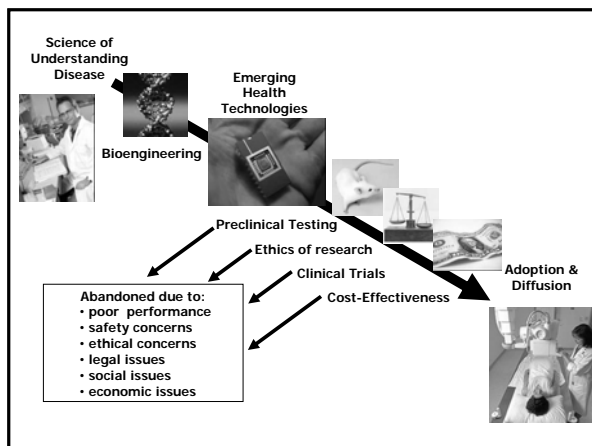 Science of
Understanding
Disease
Bioengineering
Emerging
Health
Technologies
Preclinical Testing
Ethics of research
Clinical Trials
Cost-Effectiveness
Adoption &
Diffusion
Abandoned due to:
• poor performance
• safety concerns
• ethical concerns
• legal issues
• social issues
• economic issues